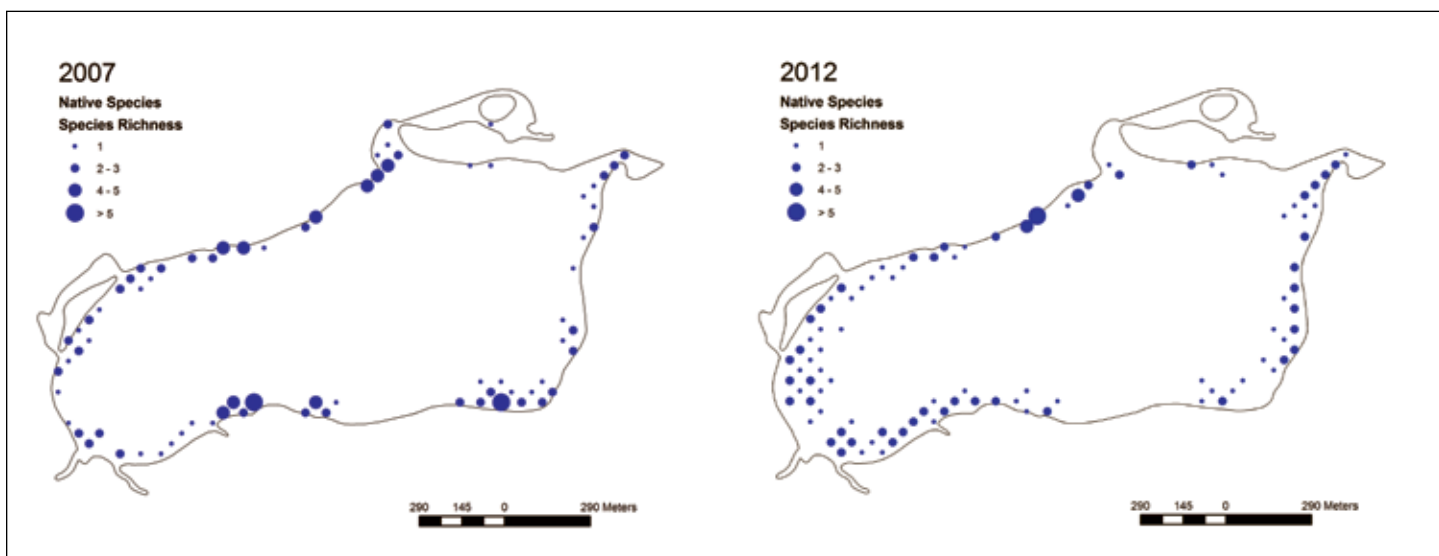 2007
Native Species
Species Richness
1
2 - 3
4 - 5
> 5
290 145 0 290 Meters
2012
Native Species
Species Richness
1
2 - 3
4 - 5
> 5
290 145 0 290 Meters